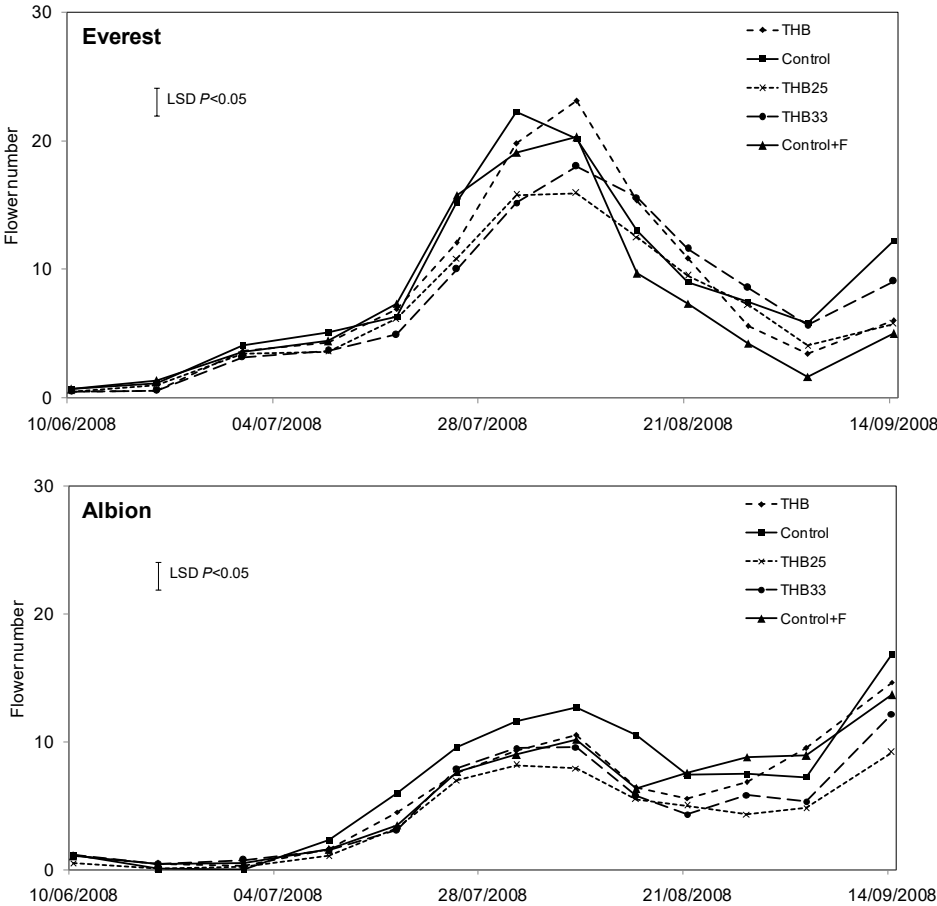 30
Everest
THB
Control
LSD P<0.05
THB25
THB33
20
Control+F
Flower number
10
0
10/06/2008 04/07/2008 28/07/2008 21/08/2008 14/09/2008
30
Albion
THB
Control
LSD P<0.05
THB25
THB33
20
Control+F
Flower number
10
0
10/06/2008 04/07/2008 28/07/2008 21/08/2008 14/09/2008